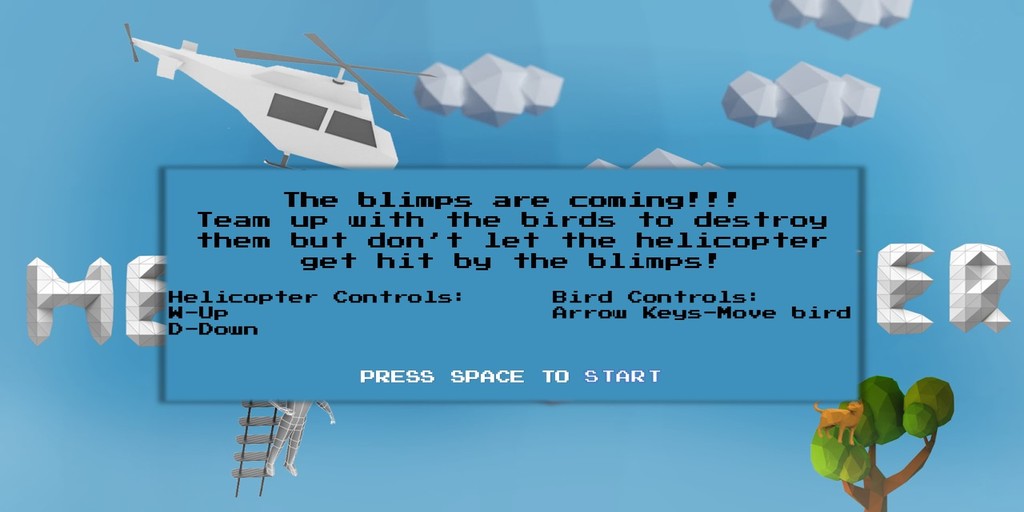 The blimps are coming!!!
Team up with the birds to destroy
them but don't let the helicopter
get hit by the blimps!
Helicopter Controls:
W-Up
D-Down
Bird Controls:
Arrow Keys-Move bird
PRESS SPACE TO START